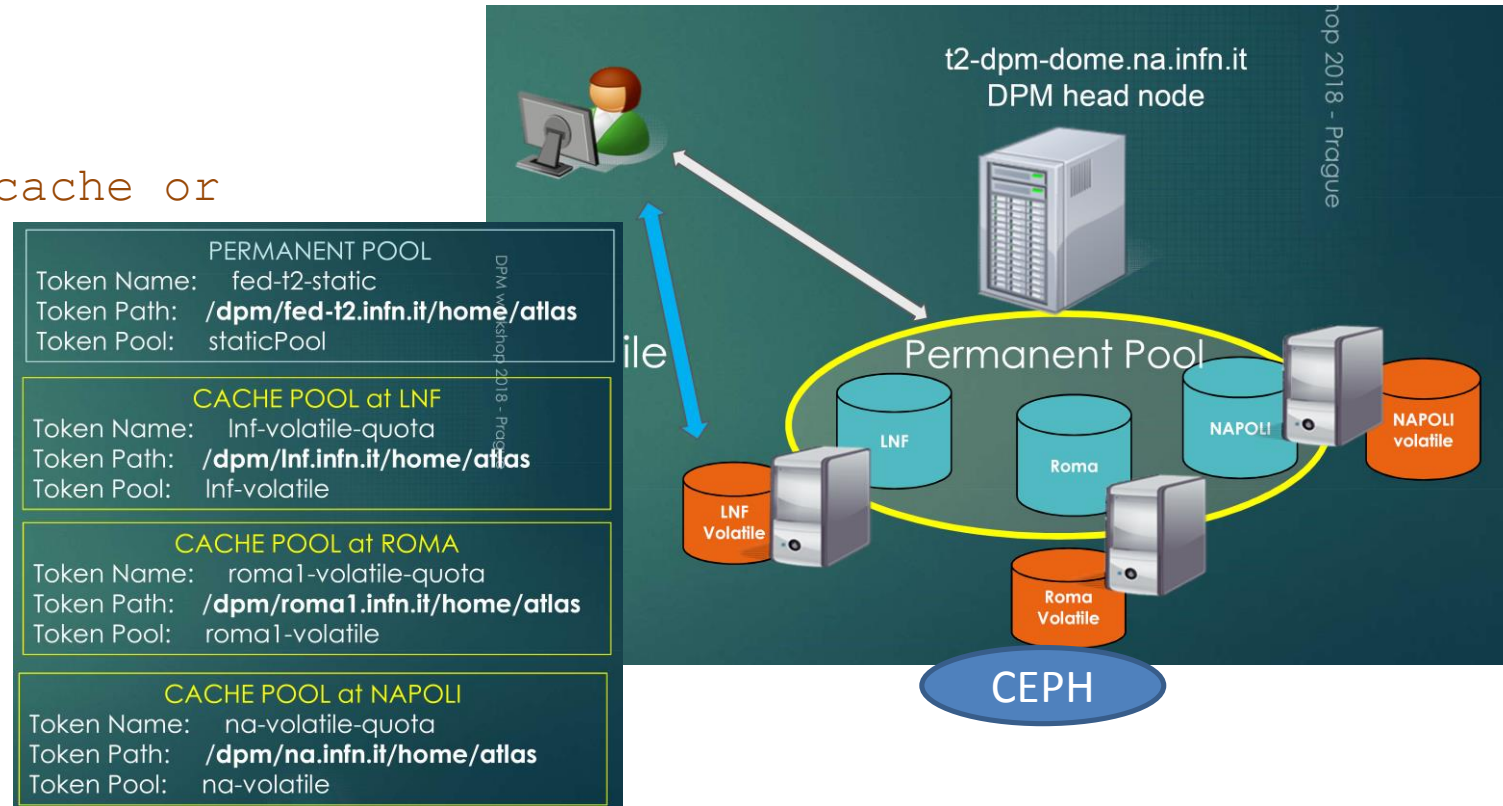 cache or
PERMANENT POOL
Token Name: fed-t2-static
Token Path: /dpm/fed-t2.infn.it/home/atlas
Token Pool: staticPool
CACHE POOL at LNF
Token Name: lnf-volatile-quota
Token Path: /dpm/lnf.infn.it/home/atlas
Token Pool: lnf-volatile
CACHE POOL at ROMA
Token Name: roma1-volatile-quota
Token Path: /dpm/roma1.infn.it/home/atlas
Token Pool: roma1-volatile
CACHE POOL at NAPOLI
Token Name: na-volatile-quota
Token Path: /dpm/na.infn.it/home/atlas
Token Pool: na-volatile
DPM workshop 2018 - Prague
t2-dpm-dome.na.infn.it
DPM head node
hop 2018 - Prague
ile
Permanent Pool
LNF
Roma
NAPOLI
NAPOLI
volatile
LNF
Volatile
Roma
Volatile
CEPH